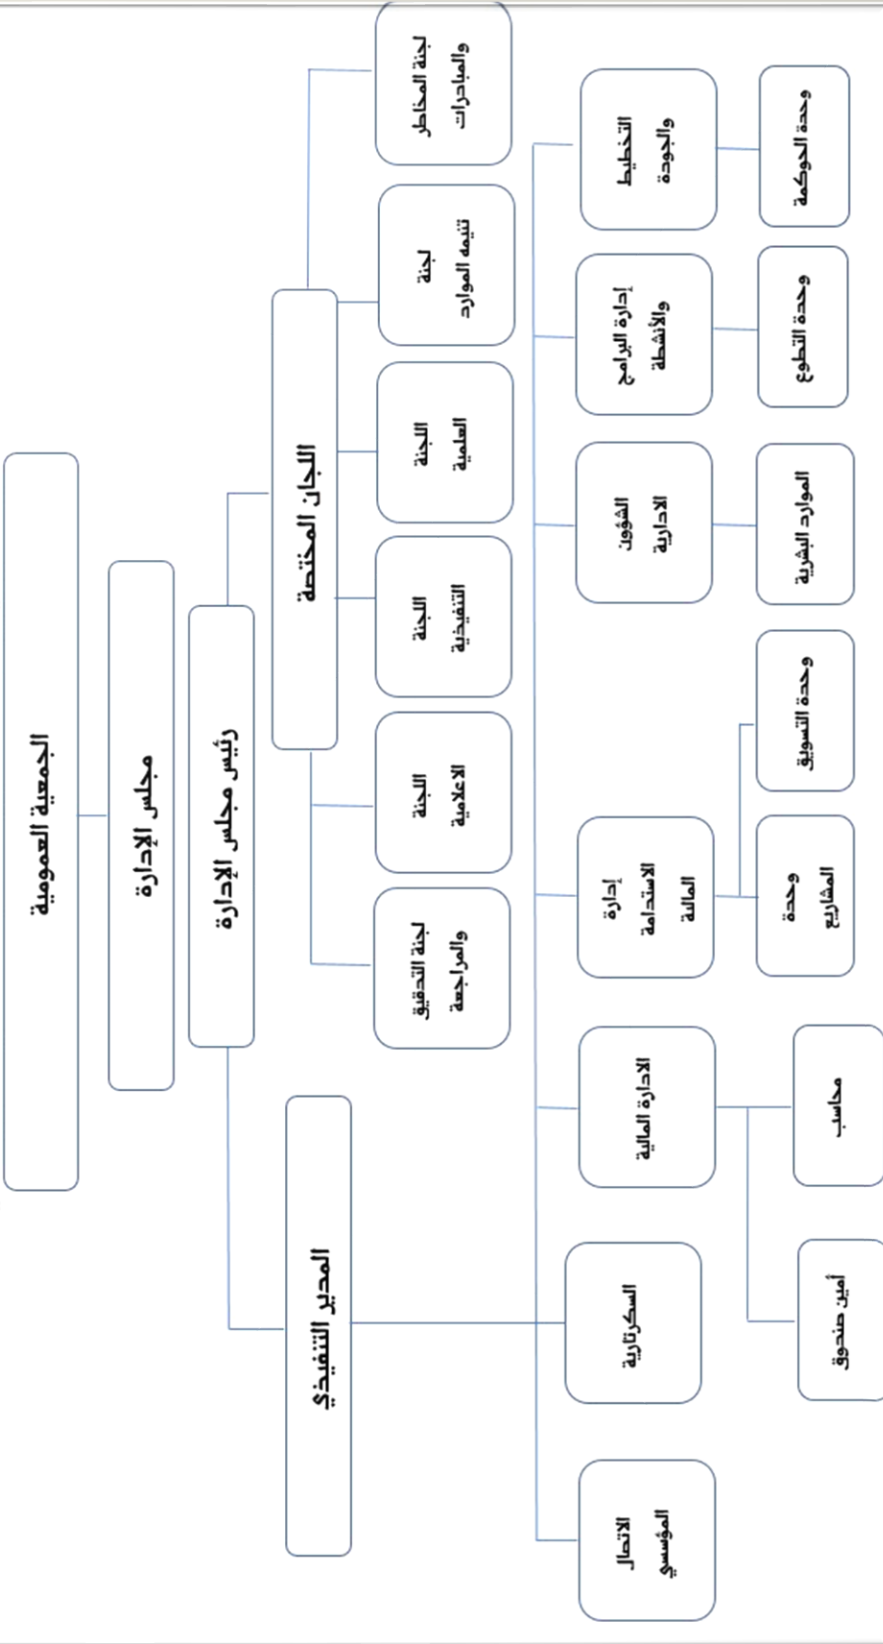 الجمعية العمومية
مجلس الإدارة
رئيس مجلس الإدارة
اللجان المختصة
المدير التنفيذي
لجنة المخاطر
والمبادرات
لجنة
تنمية الموارد
اللجنة
العلمية
اللجنة
التنفيذية
اللجنة
الاعلامية
لجنة التدقيق
والمراجعة
التخطيط
والجودة
إدارة البرامج
والأنشطة
الشؤون
الادارية
إدارة
الاستدامة
المالية
الادارة المالية
السكرتارية
الاتصال
المؤسسي
وحدة الحوكمة
وحدة التطوع
الموارد البشرية
وحدة التسويق
وحدة
المشاريع
محاسب
أمين صندوق